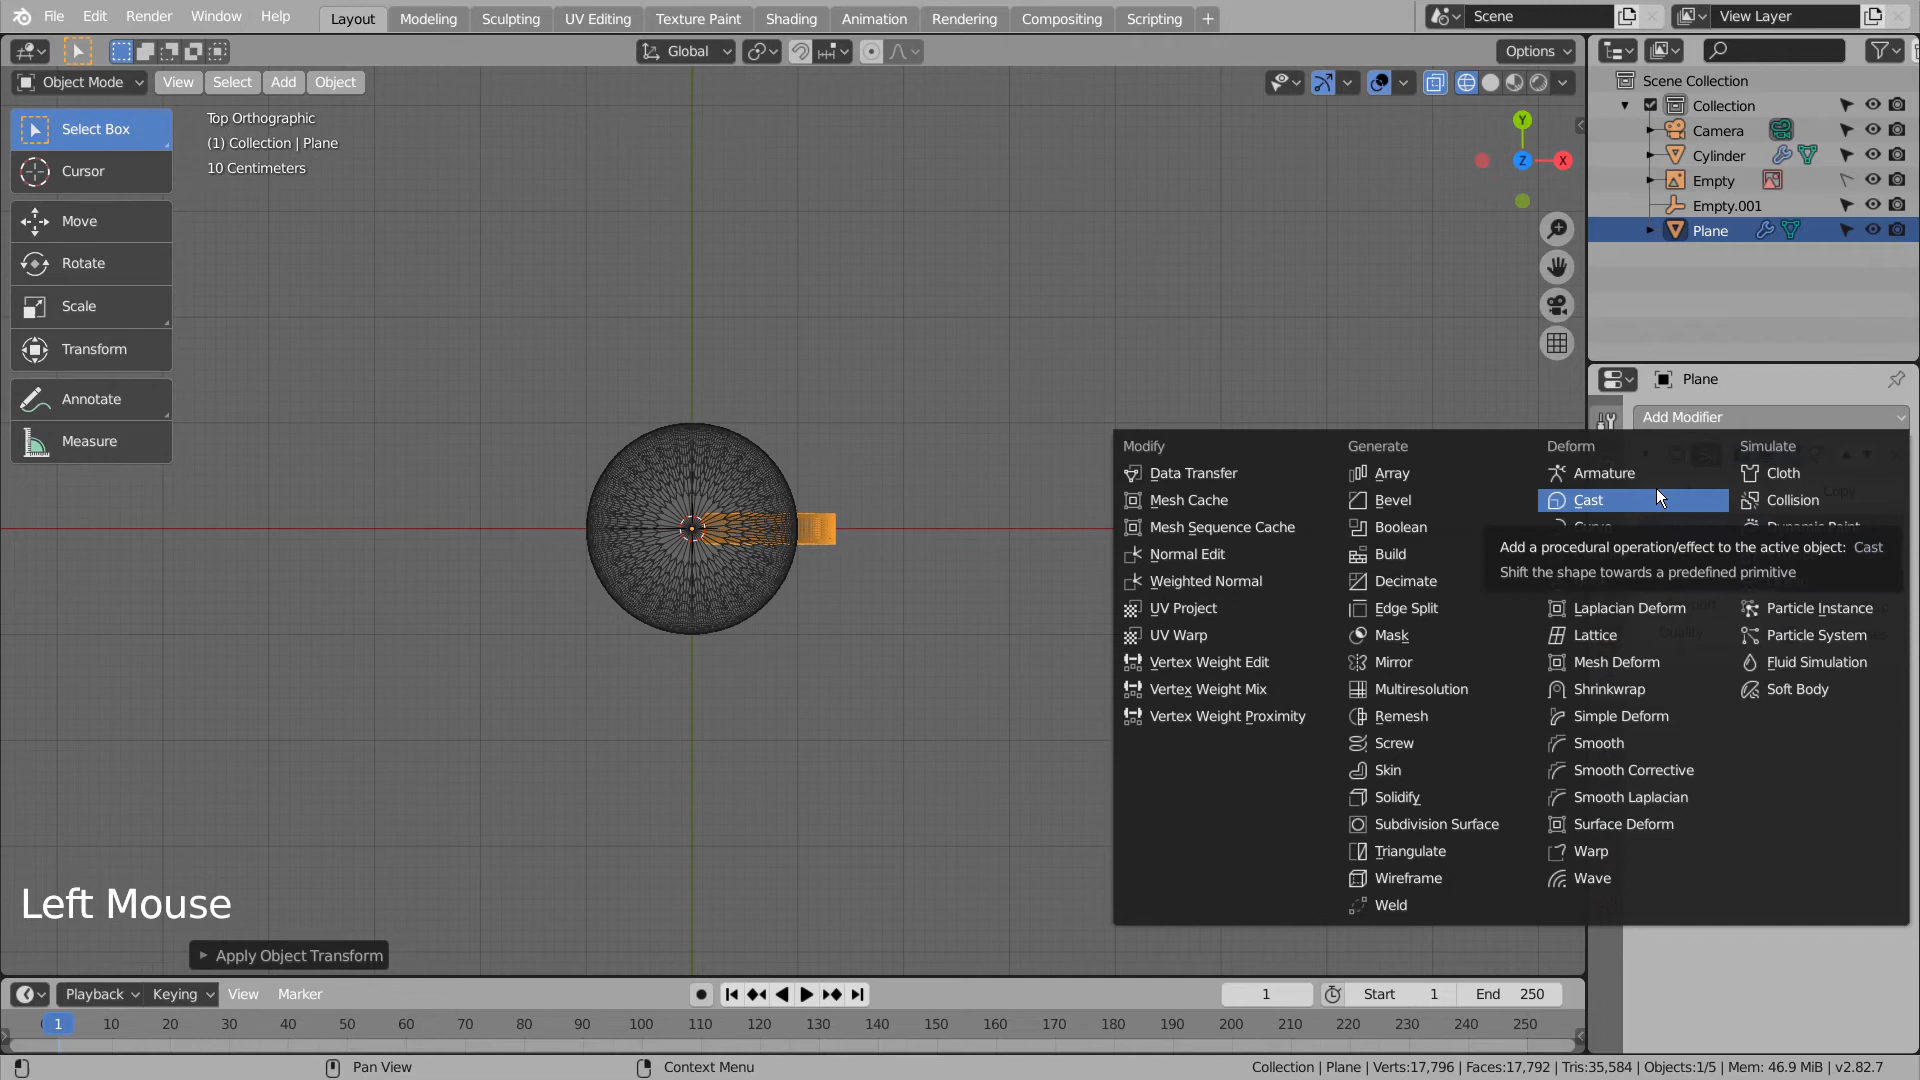 File Edit Render Window Help Layout Modeling Sculpting UV Editing Texture Paint Shading Animation Rendering Compositing Scripting + Scene View Layer
Global Options
Object Mode View Select Add Object
Scene Collection
Collection
Camera
Cylinder
Empty
Empty.001
Plane
Select Box
Cursor
Move
Rotate
Scale
Transform
Annotate
Measure
Top Orthographic
(1) Collection | Plane
10 Centimeters
Y
Z
X
Plane
Add Modifier
Modify
Data Transfer
Mesh Cache
Mesh Sequence Cache
Normal Edit
Weighted Normal
UV Project
UV Warp
Vertex Weight Edit
Vertex Weight Mix
Vertex Weight Proximity
Generate
Array
Bevel
Boolean
Build
Decimate
Edge Split
Mask
Mirror
Multiresolution
Remesh
Screw
Skin
Solidify
Subdivision Surface
Triangulate
Wireframe
Weld
Deform
Armature
Cast
Add a procedural operation/effect to the active object: Cast
Shift the shape towards a predefined primitive
Laplacian Deform
Lattice
Mesh Deform
Shrinkwrap
Simple Deform
Smooth
Smooth Corrective
Smooth Laplacian
Surface Deform
Warp
Wave
Simulate
Cloth
Collision
Particle Instance
Particle System
Fluid Simulation
Soft Body
Left Mouse
Apply Object Transform
Playback Keying View Marker 1 Start 1 End 250
1 10 20 30 40 50 60 70 80 90 100 110 120 130 140 150 160 170 180 190 200 210 220 230 240 250
Pan View Context Menu Collection | Plane | Verts:17,796 | Faces:17,792 | Tris:35,584 | Objects:1/5 | Mem: 46.9 MiB | v2.82.7